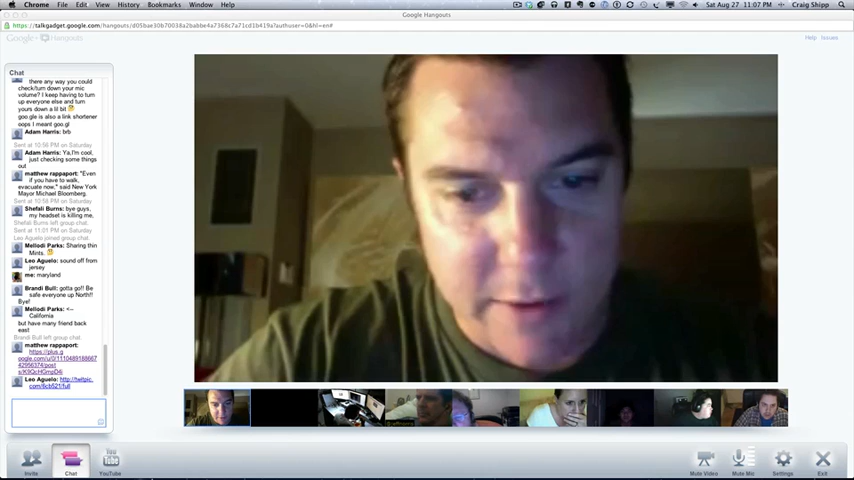 Chrome File Edit View History Bookmarks Window Help
Sat Aug 27 11:07 PM Craig Shipp
Google Hangouts
Google+ Hangouts
Help Issues
Chat
there any way you could
check/turn down your mic
volume? I keep having to turn
up everyone else and turn
yours down a lil bit
goo.gle is also a link shortener
oops I meant goo.gl
Adam Harris: brb
Sent at 10:56 PM on Saturday
Adam Harris: Ya,I'm cool,
just checking some things
out
matthew rappaport: "Even
if you have to walk,
evacuate now," said New York
Mayor Michael Bloomberg.
Sent at 10:58 PM on Saturday
Shefali Burns: bye guys,
my headset is killing me,
Shefali Burns left group chat.
Sent at 11:01 PM on Saturday
Leo Aguelo joined group chat.
Mellodi Parks: Sharing thin
Mints.
Leo Aguelo: sound off from
jersey
me: maryland
Brandi Bull: gotta go!! Be
safe everyone up North!!
Bye!
Mellodi Parks: <--
California
but have many friend back
east
Brandi Bull left group chat.
matthew rappaport:
https://plus.g
oogle.com/u/0/1110489188667
42956374/post
Leo Aguelo: http://twitpic.
com/6cb521/full
Invite
Chat
YouTube
Mute Video
Mute Mic
Settings
Exit